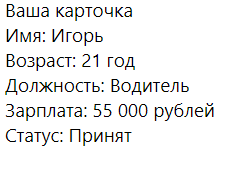 Ваша карточка
Имя: Игорь
Возраст: 21 год
Должность: Водитель
Зарплата: 55 000 рублей
Статус: Принят